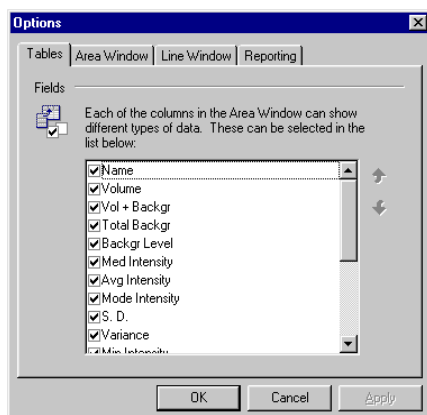 Options
Tables Area Window Line Window Reporting
Fields
Each of the columns in the Area Window can show
different types of data. These can be selected in the
list below:
Name
Volume
Vol + Backgr
Total Backgr
Backgr Level
Med Intensity
Avg Intensity
Mode Intensity
S. D.
Variance
Min Intensity
OK Cancel Apply